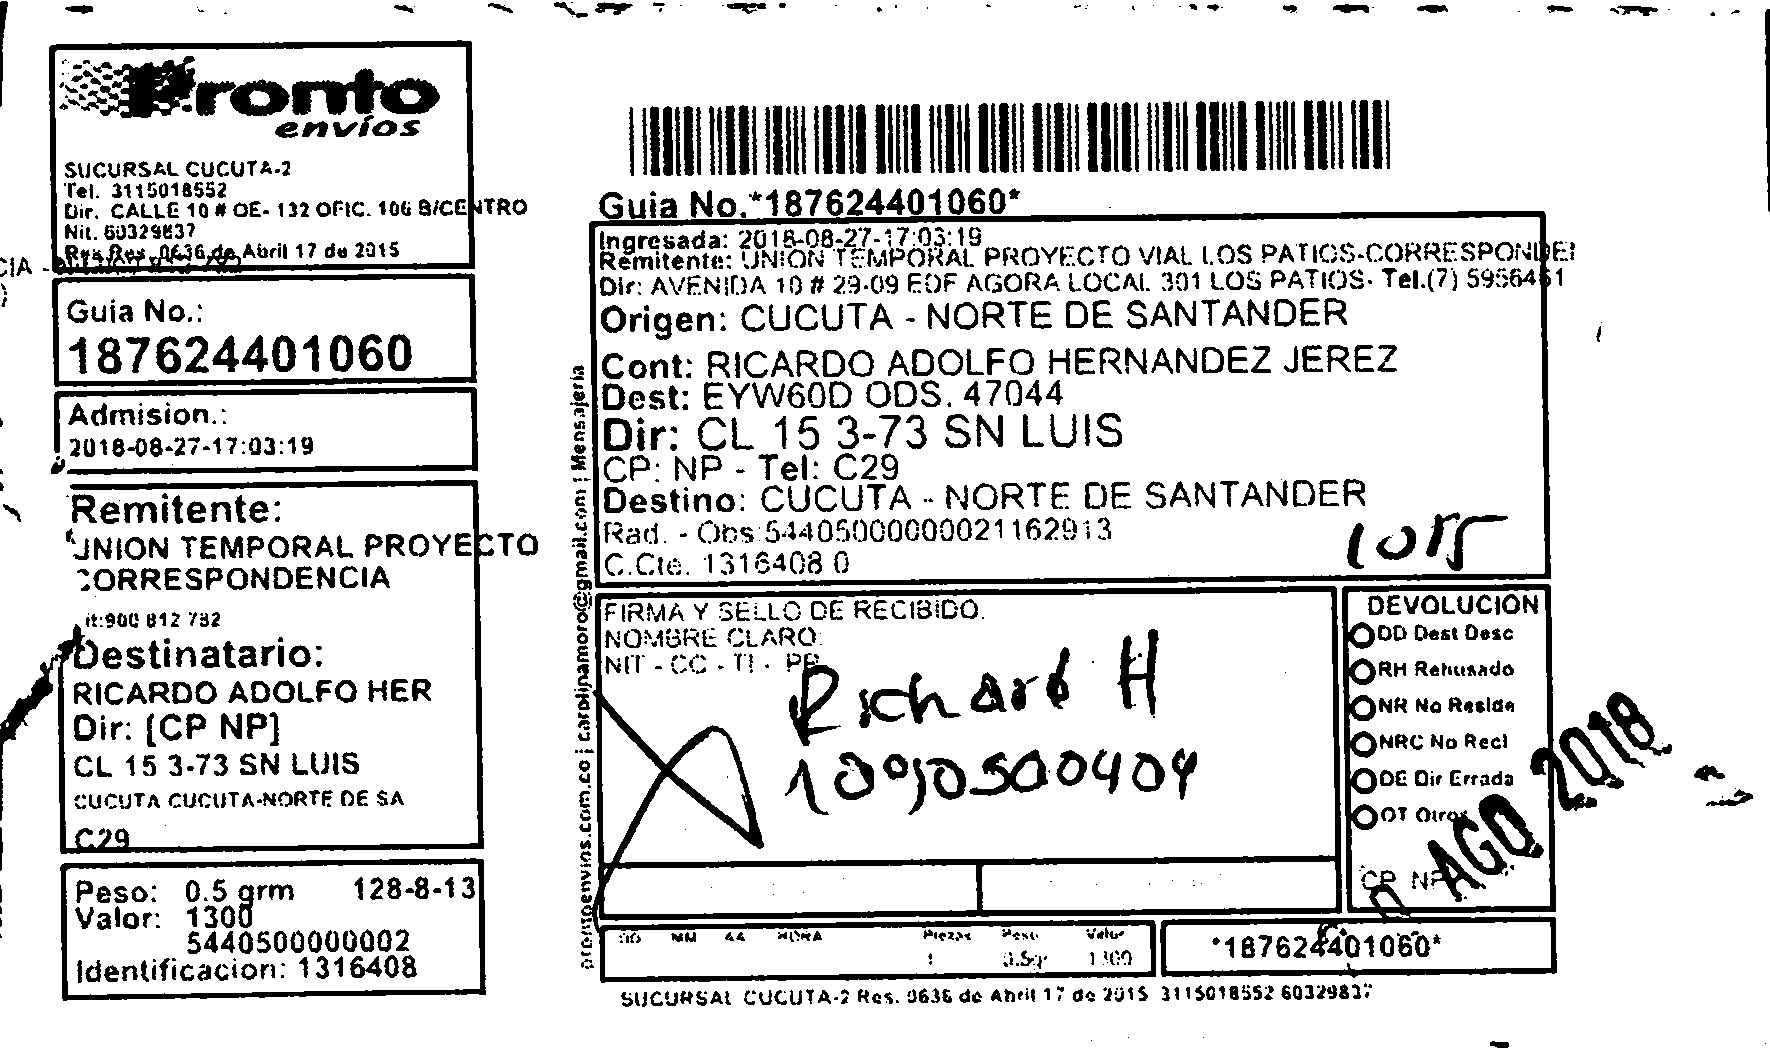 Pronto
envíos
SUCURSAL CUCUTA-2
Tel. 3115018552
Dir. CALLE 10 # OE- 132 OFIC. 106 B/CENTRO
Nit. 60329837
Res Res. 0636 de Abril 17 de 2015
Guia No.:
187624401060
Admision.:
2018-08-27-17:03:19
Remitente:
UNION TEMPORAL PROYECTO
CORRESPONDENCIA
it:900 812 782
Destinatario:
RICARDO ADOLFO HER
Dir: [CP NP]
CL 15 3-73 SN LUIS
CUCUTA CUCUTA-NORTE DE SA
C29
Peso: 0.5 grm 128-8-13
Valor: 1300
5440500000002
Identificacion: 1316408
prontoenvios.com.co | carolinamoro@gmail.com | Mensajeria
Guia No.*187624401060*
Ingresada: 2018-08-27-17:03:19
Remitente: UNION TEMPORAL PROYECTO VIAL LOS PATIOS-CORRESPONDEI
Dir: AVENIDA 10 # 29-09 EDF AGORA LOCAL 301 LOS PATIOS- Tel.(7) 5956461
Origen: CUCUTA - NORTE DE SANTANDER
Cont: RICARDO ADOLFO HERNANDEZ JEREZ
Dest: EYW60D ODS. 47044
Dir: CL 15 3-73 SN LUIS
CP: NP - Tel: C29
Destino: CUCUTA - NORTE DE SANTANDER
Rad. - Obs:54405000000021162913
C.Cte. 1316408 0
1015
FIRMA Y SELLO DE RECIBIDO.
NOMBRE CLARO:
NIT - CC - TI - PP
Richard H
1090500404
DEVOLUCION
DD Dest Desc
RH Rehusado
NR No Reside
NRC No Recl
DE Dir Errada
OT Otros
CP NP
AGO 2018
DD MM AA HORA Piezas Peso Valor
1 0.5gr 1300
*187624401060*
SUCURSAL CUCUTA-2 Res. 0636 de Abril 17 de 2015 3115018552 60329837